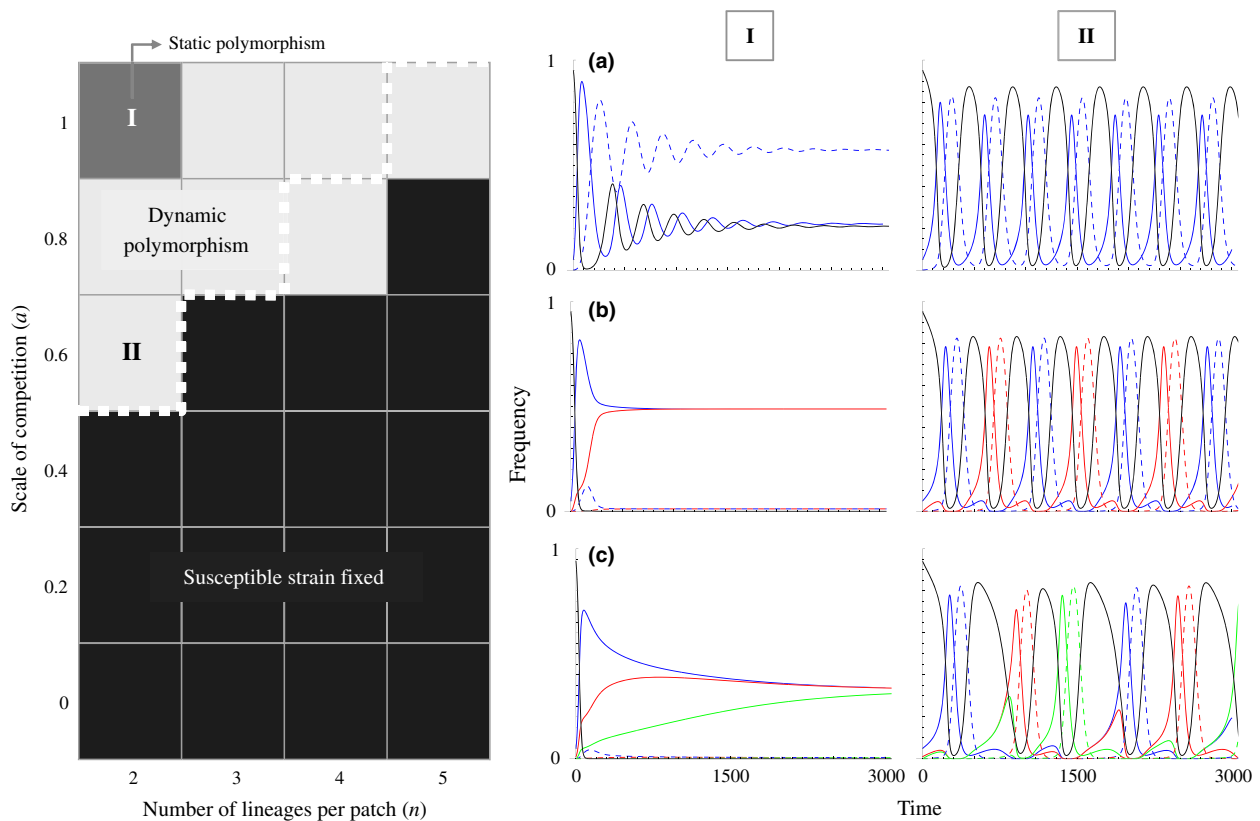 Static polymorphism
I
Dynamic
polymorphism
II
Susceptible strain fixed
Scale of competition (a)
1
0.8
0.6
0.4
0.2
0
2
3
4
5
Number of lineages per patch (n)
I
II
(a)
1
0
(b)
1
0
(c)
1
0
Frequency
0
1500
3000
0
1500
3000
Time